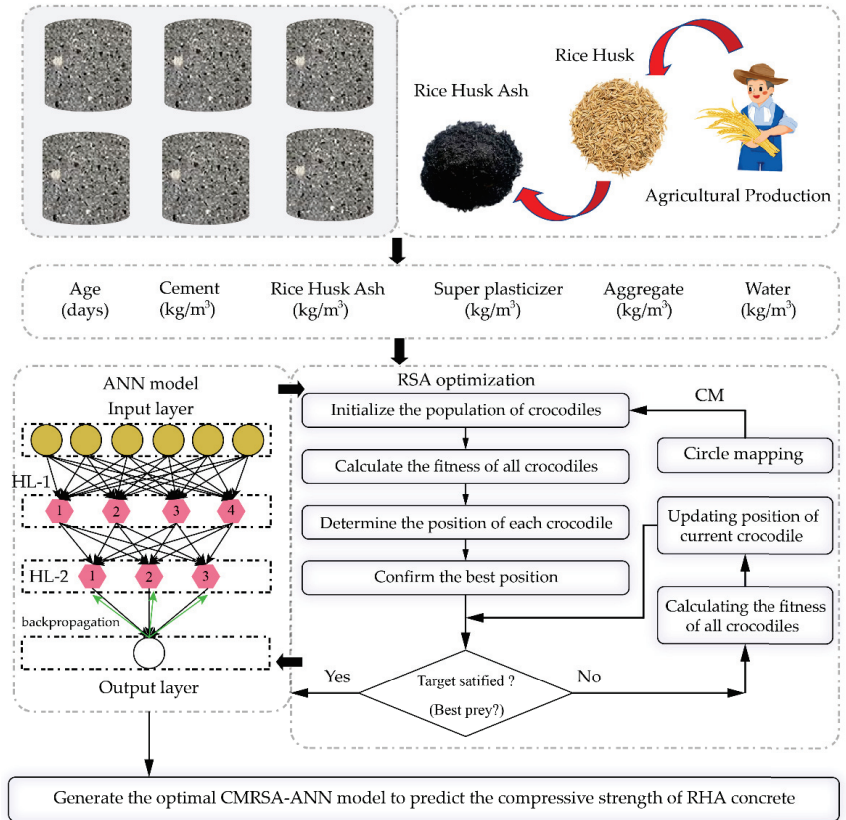 Rice Husk
Rice Husk Ash
Agricultural Production
Age
(days)
Cement
(kg/m³)
Rice Husk Ash
(kg/m³)
Super plasticizer
(kg/m³)
Aggregate
(kg/m³)
Water
(kg/m³)
ANN model
Input layer
HL-1
1 2 3 4
HL-2
1 2 3
backpropagation
Output layer
RSA optimization
Initialize the population of crocodiles
Calculate the fitness of all crocodiles
Determine the position of each crocodile
Confirm the best position
CM
Circle mapping
Updating position of
current crocodile
Calculating the fitness
of all crocodiles
Yes
Target satified ?
(Best prey?)
No
Generate the optimal CMRSA-ANN model to predict the compressive strength of RHA concrete